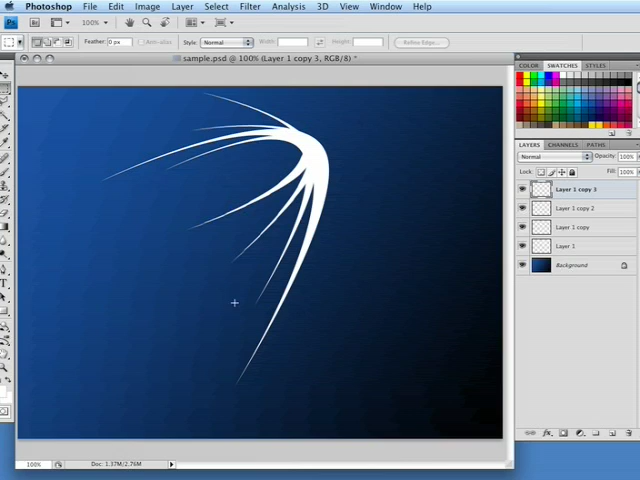 Photoshop File Edit Image Layer Select Filter Analysis 3D View Window Help
Ps Br 100%
Feather: 0 px Anti-alias Style: Normal Width: Height: Refine Edge...
sample.psd @ 100% (Layer 1 copy 3, RGB/8) *
COLOR SWATCHES STYLES
LAYERS CHANNELS PATHS
Normal Opacity: 100%
Lock: Fill: 100%
Layer 1 copy 3
Layer 1 copy 2
Layer 1 copy
Layer 1
Background
100% Doc: 1.37M/2.76M